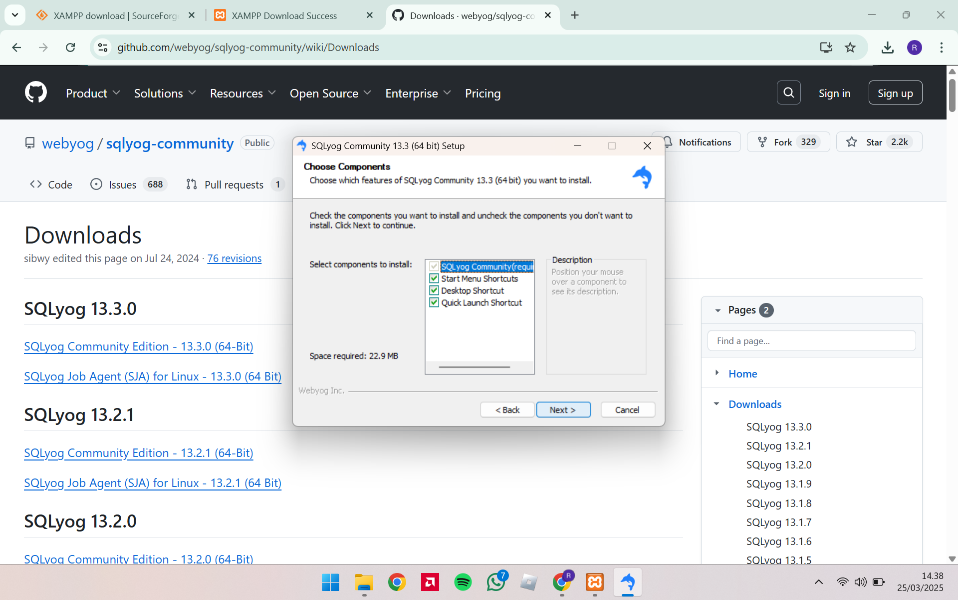 XAMPP download | SourceForg
XAMPP Download Success
Downloads · webyog/sqlyog-co
github.com/webyog/sqlyog-community/wiki/Downloads
R
Product
Solutions
Resources
Open Source
Enterprise
Pricing
Sign in
Sign up
webyog / sqlyog-community
Public
Notifications
Fork 329
Star 2.2k
Code
Issues 688
Pull requests 1
Downloads
sibwy edited this page on Jul 24, 2024 · 76 revisions
SQLyog 13.3.0
SQLyog Community Edition - 13.3.0 (64-Bit)
SQLyog Job Agent (SJA) for Linux - 13.3.0 (64 Bit)
SQLyog 13.2.1
SQLyog Community Edition - 13.2.1 (64-Bit)
SQLyog Job Agent (SJA) for Linux - 13.2.1 (64 Bit)
SQLyog 13.2.0
SQLyog Community Edition - 13.2.0 (64-Bit)
SQLyog Community 13.3 (64 bit) Setup
Choose Components
Choose which features of SQLyog Community 13.3 (64 bit) you want to install.
Check the components you want to install and uncheck the components you don't want to
install. Click Next to continue.
Select components to install:
SQLyog Community(requi
Start Menu Shortcuts
Desktop Shortcut
Quick Launch Shortcut
Description
Position your mouse
over a component to
see its description.
Space required: 22.9 MB
Webyog Inc.
< Back
Next >
Cancel
Pages 2
Find a page...
Home
Downloads
SQLyog 13.3.0
SQLyog 13.2.1
SQLyog 13.2.0
SQLyog 13.1.9
SQLyog 13.1.8
SQLyog 13.1.7
SQLyog 13.1.6
SQLyog 13.1.5
7
R
14.38
25/03/2025